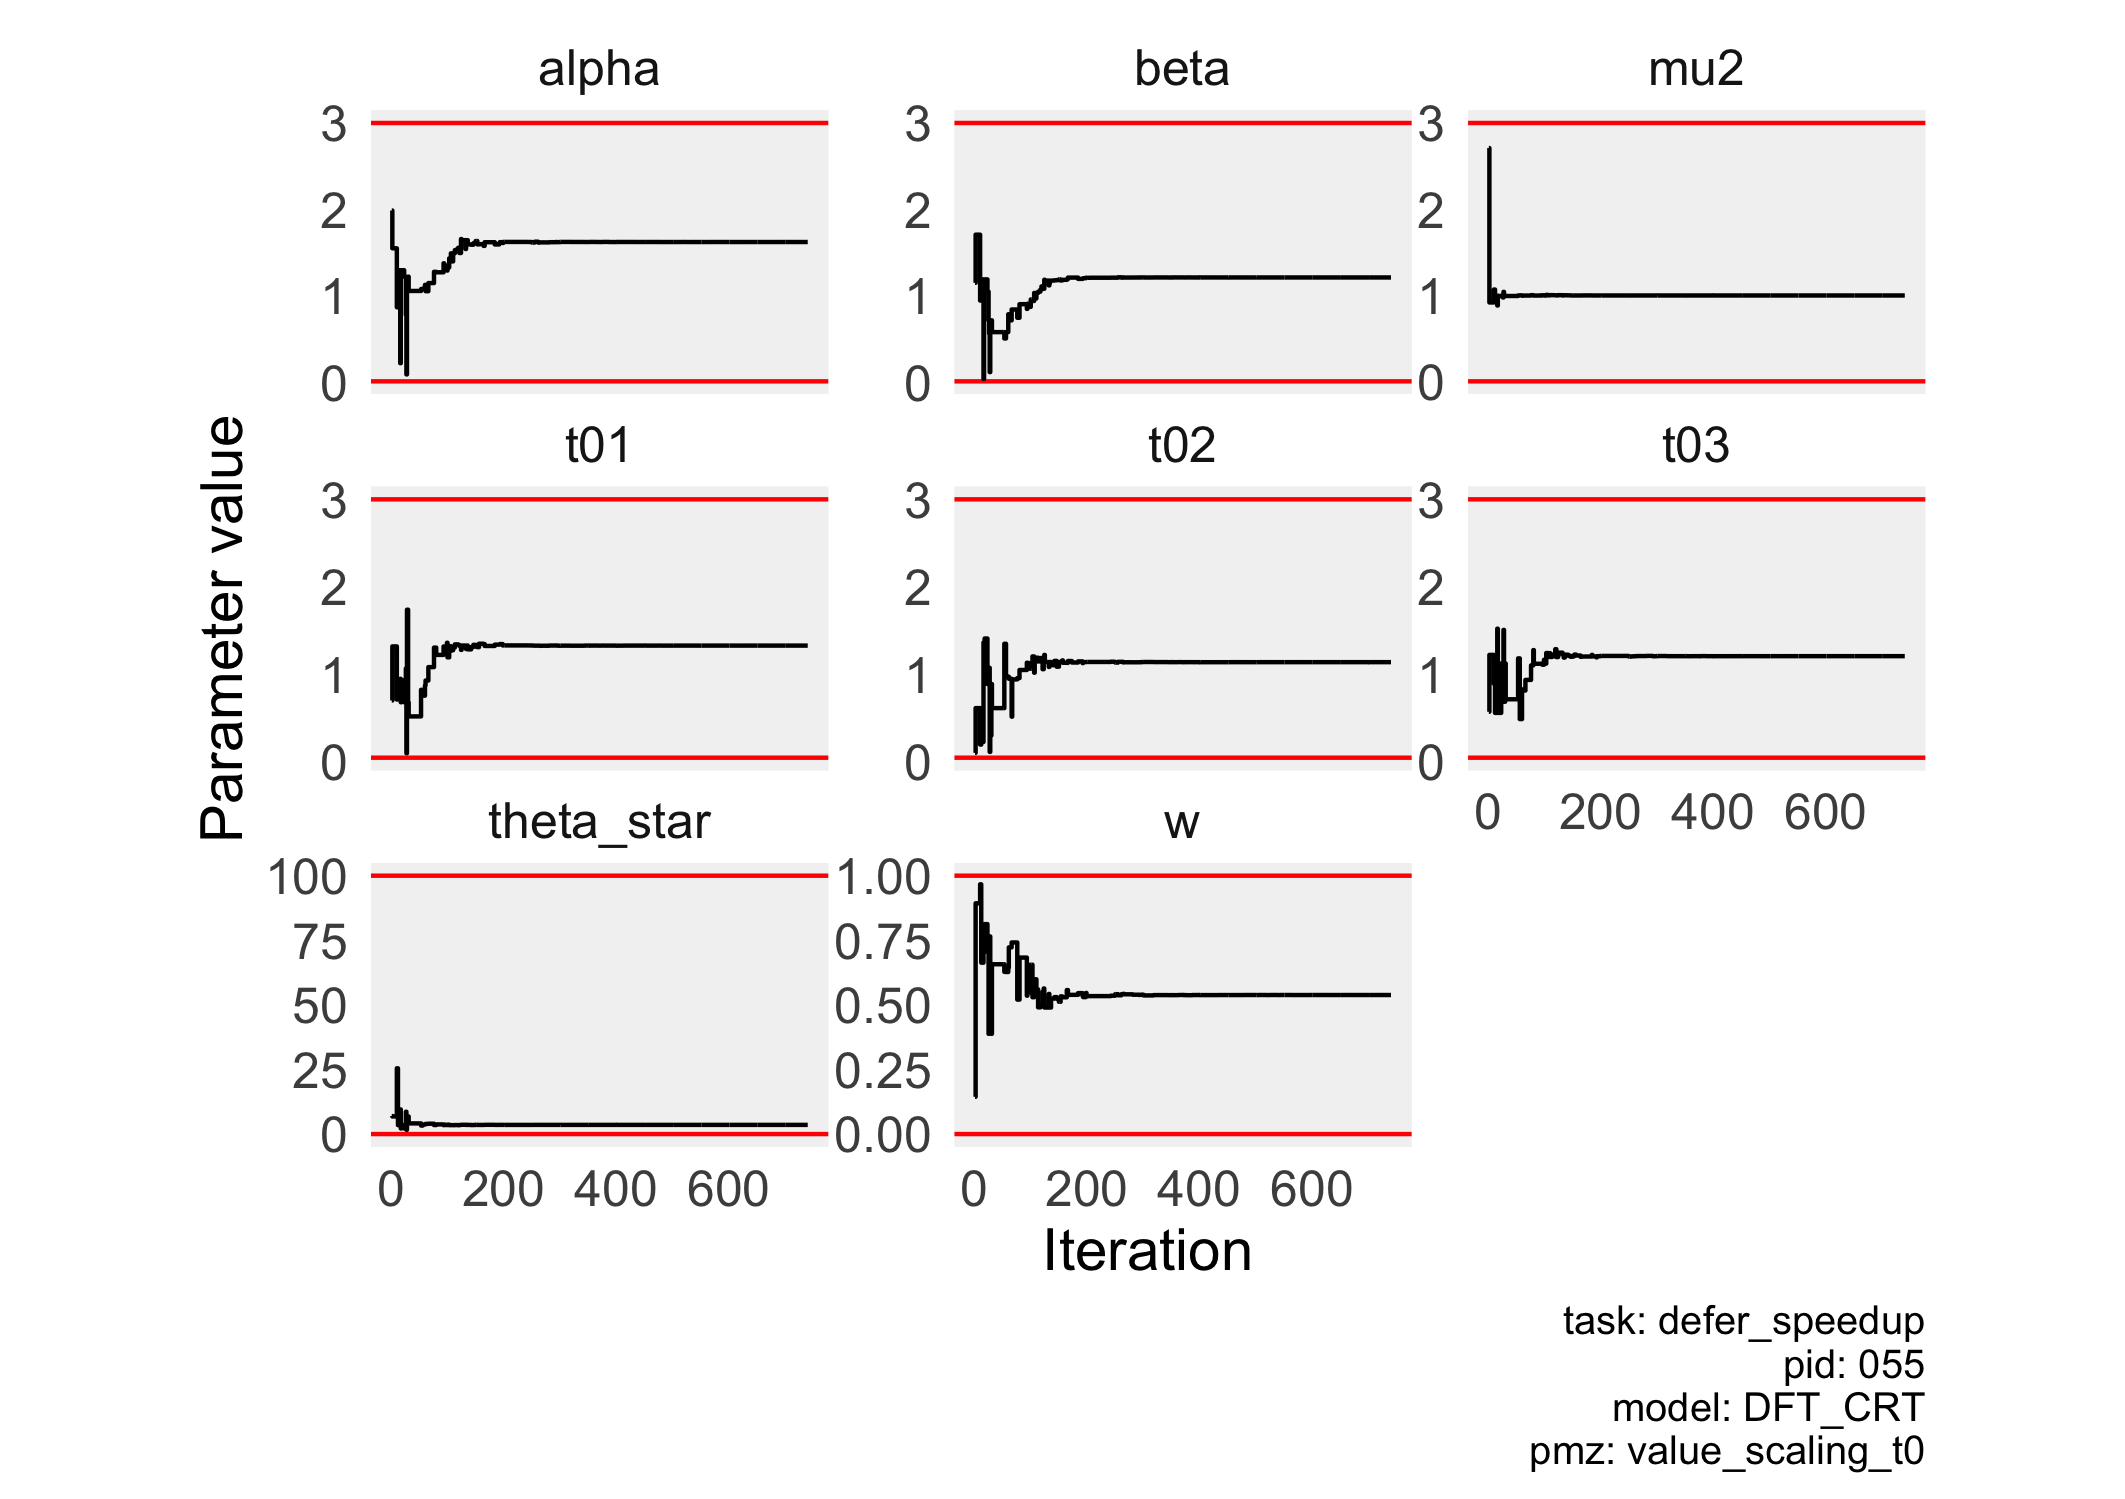 alpha
beta
mu2
3
2
1
0
3
2
1
0
3
2
1
0
t01
t02
t03
3
2
1
0
3
2
1
0
3
2
1
0
0 200 400 600
theta_star
w
100
75
50
25
0
1.00
0.75
0.50
0.25
0.00
0 200 400 600
0 200 400 600
Parameter value
Iteration
task: defer_speedup
pid: 055
model: DFT_CRT
pmz: value_scaling_t0